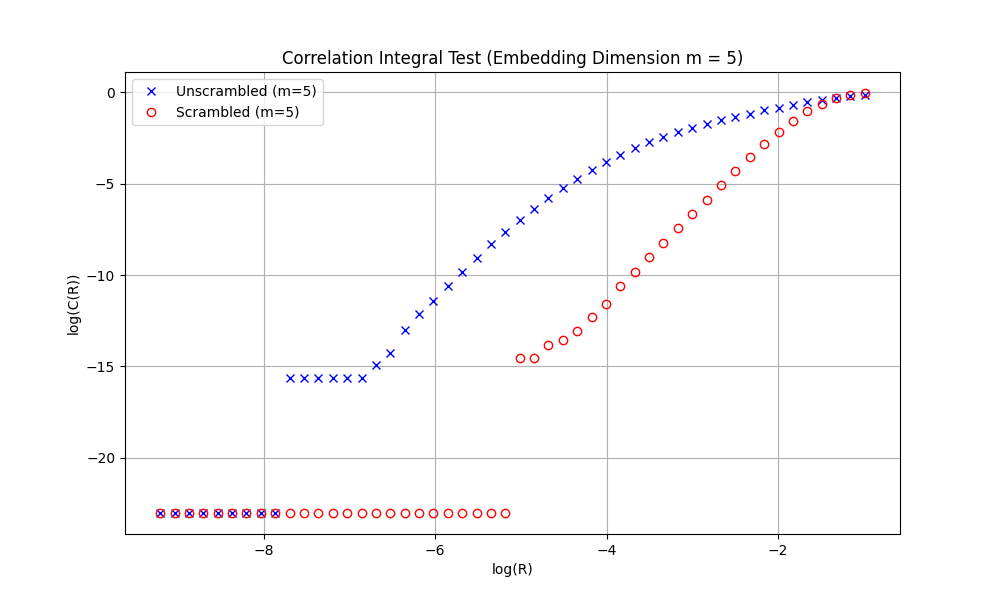 Correlation Integral Test (Embedding Dimension m = 5)
Unscrambled (m=5)
Scrambled (m=5)
0
−5
−10
−15
−20
log(C(R))
−8 −6 −4 −2
log(R)